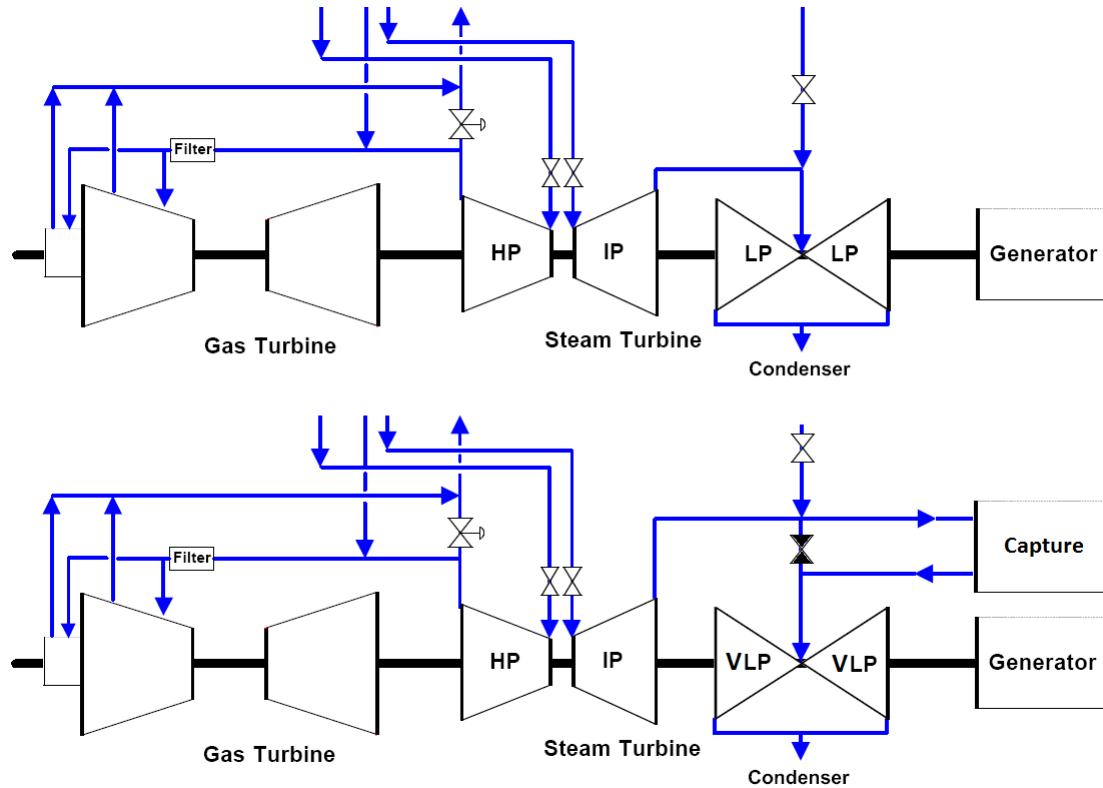 Filter
HP
IP
LP
LP
Generator
Gas Turbine
Steam Turbine
Condenser
Filter
Capture
HP
IP
VLP
VLP
Generator
Gas Turbine
Steam Turbine
Condenser